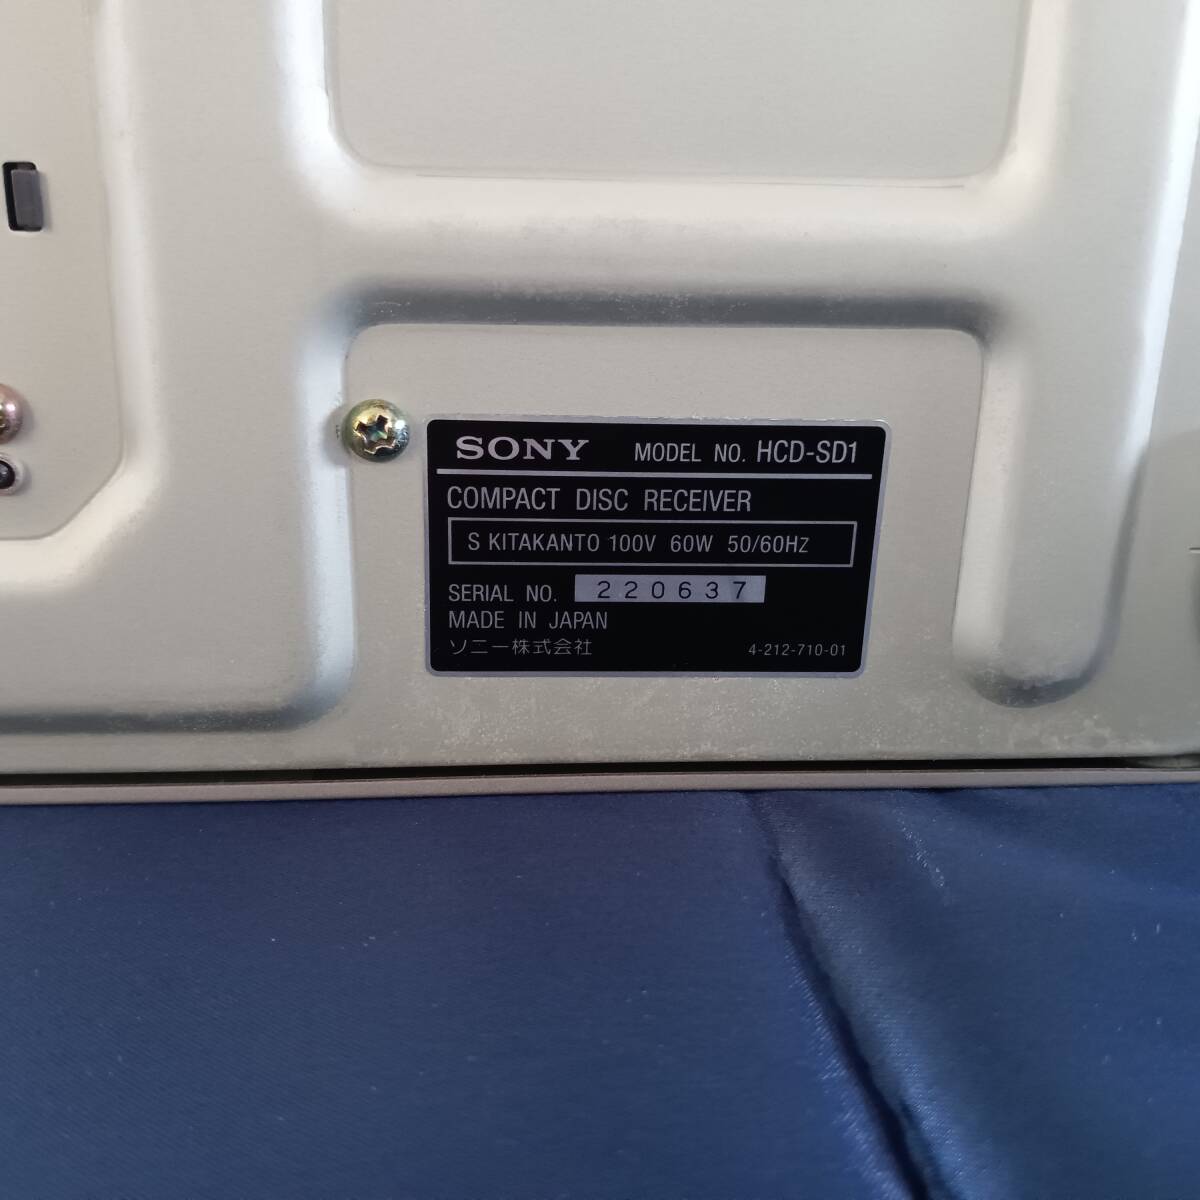 SONY MODEL NO. HCD-SD1
COMPACT DISC RECEIVER
S KITAKANTO 100V 60W 50/60HZ
SERIAL NO. 220637
MADE IN JAPAN
ソニー株式会社 4-212-710-01